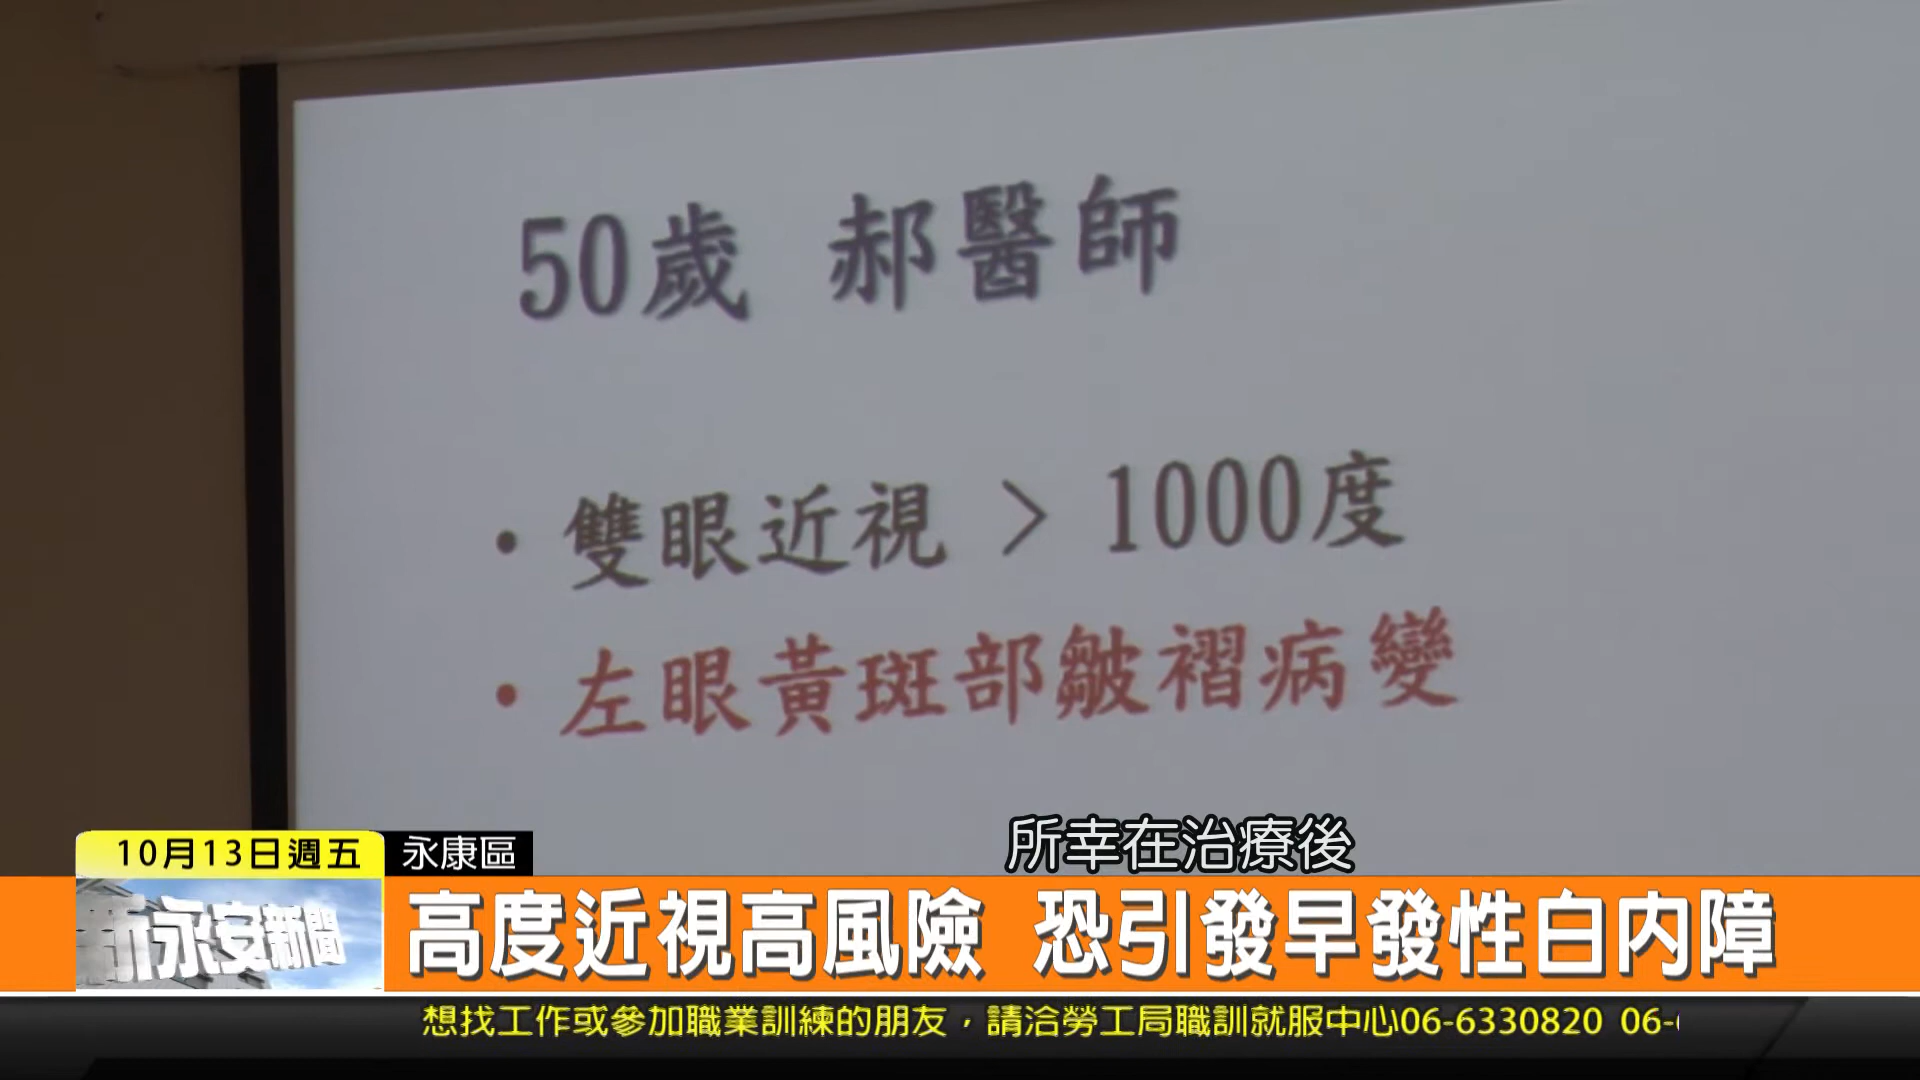 50歲 郝醫師
• 雙眼近視 > 1000度
• 左眼黃斑部皺褶病變
所幸在治療後
10月13日週五
永康區
新永安新聞
高度近視高風險 恐引發早發性白內障
想找工作或參加職業訓練的朋友，請洽勞工局職訓就服中心06-6330820 06-